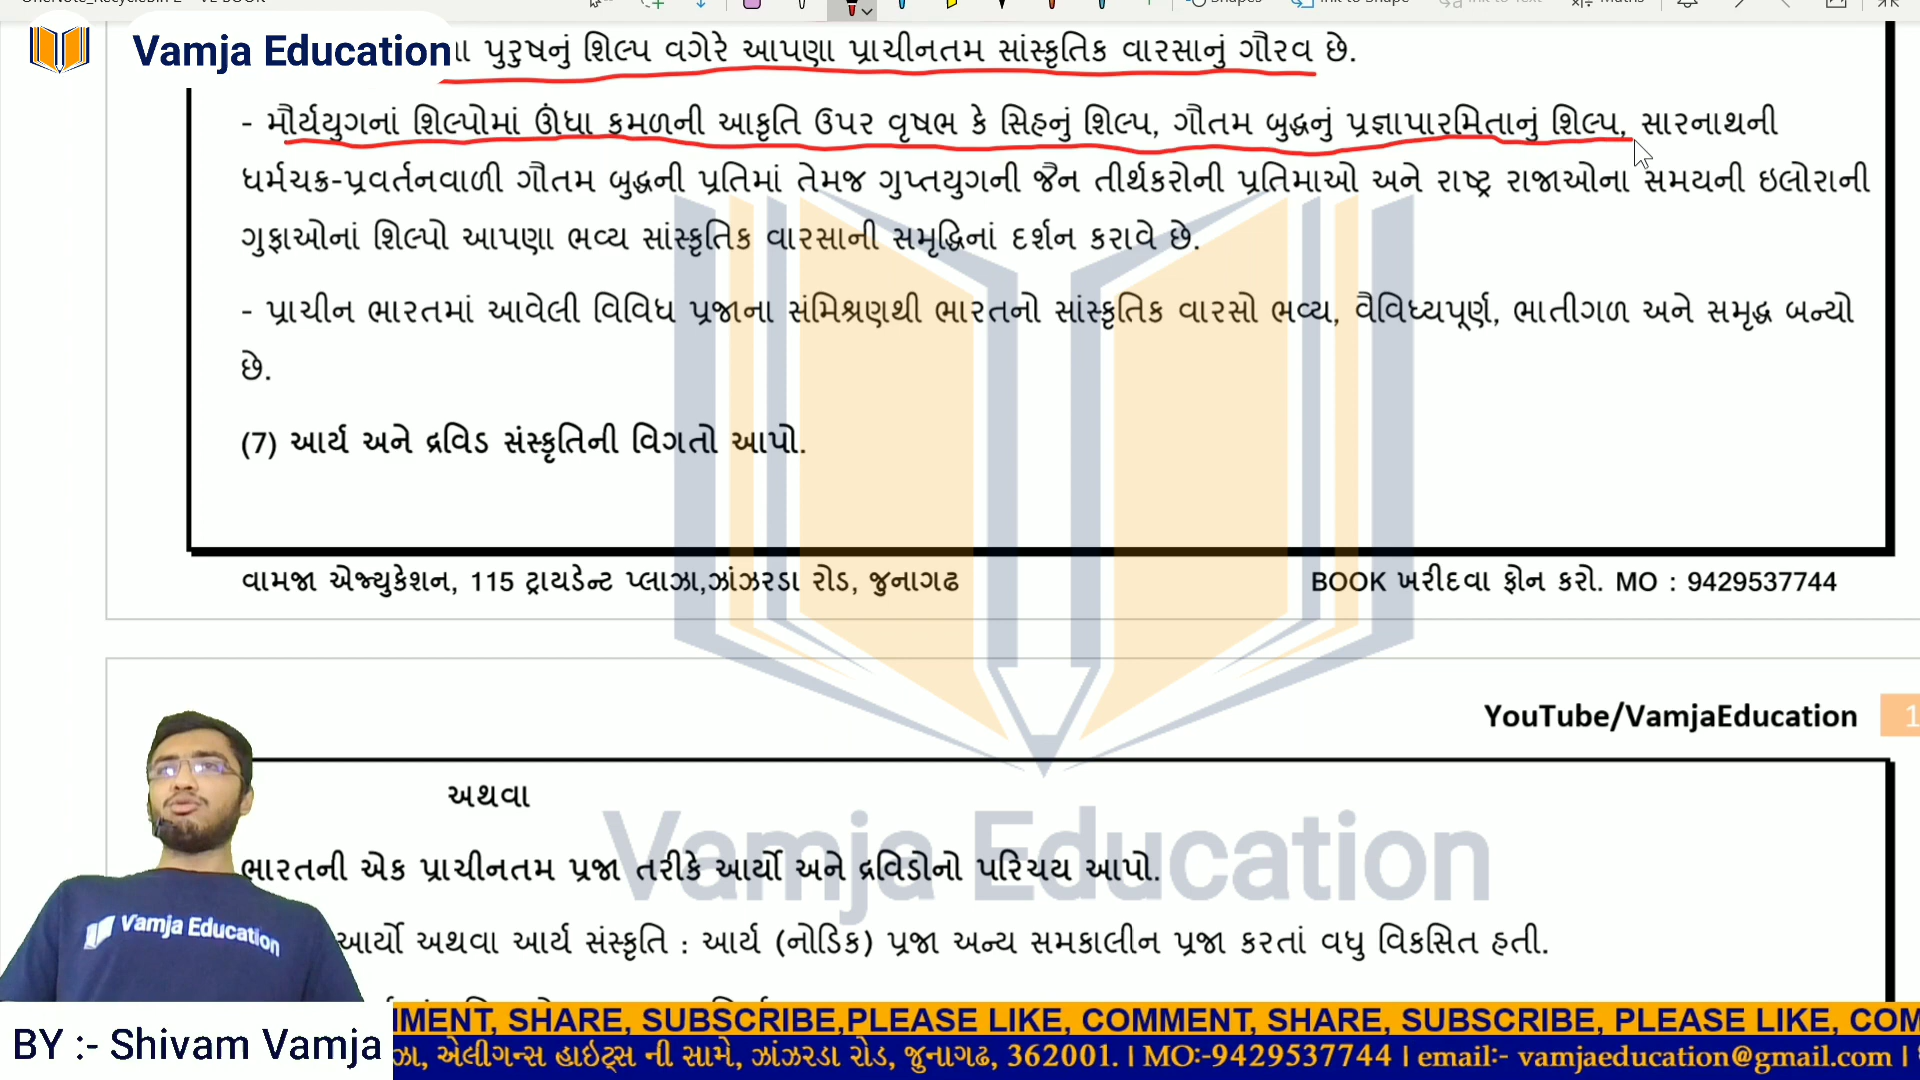 Vamja Education
પુરુષનું શિલ્પ વગેરે આપણા પ્રાચીનતમ સાંસ્કૃતિક વારસાનું ગૌરવ છે.
- મૌર્યયુગનાં શિલ્પોમાં ઊંધા કમળની આકૃતિ ઉપર વૃષભ કે સિહનું શિલ્પ, ગૌતમ બુદ્ધનું પ્રજ્ઞાપારમિતાનું શિલ્પ, સારનાથની
ધર્મચક્ર-પ્રવર્તનવાળી ગૌતમ બુદ્ધની પ્રતિમાં તેમજ ગુપ્તયુગની જૈન તીર્થકરોની પ્રતિમાઓ અને રાષ્ટ્ર રાજાઓના સમયની ઇલોરાની
ગુફાઓનાં શિલ્પો આપણા ભવ્ય સાંસ્કૃતિક વારસાની સમૃદ્ધિનાં દર્શન કરાવે છે.
- પ્રાચીન ભારતમાં આવેલી વિવિધ પ્રજાના સંમિશ્રણથી ભારતનો સાંસ્કૃતિક વારસો ભવ્ય, વૈવિધ્યપૂર્ણ, ભાતીગળ અને સમૃદ્ધ બન્યો
છે.
(7) આર્ય અને દ્રવિડ સંસ્કૃતિની વિગતો આપો.
વામજા એજ્યુકેશન, 115 ટ્રાયડેન્ટ પ્લાઝા,ઝાંઝરડા રોડ, જુનાગઢ
BOOK ખરીદવા ફોન કરો. MO : 9429537744
YouTube/VamjaEducation
અથવા
Vamja Education
ભારતની એક પ્રાચીનતમ પ્રજા તરીકે આર્યો અને દ્રવિડોનો પરિચય આપો.
આર્યો અથવા આર્ય સંસ્કૃતિ : આર્ય (નોડિક) પ્રજા અન્ય સમકાલીન પ્રજા કરતાં વધુ વિકસિત હતી.
Vamja Education
BY :- Shivam Vamja
SHARE, SUBSCRIBE,PLEASE LIKE, COMMENT, SHARE, SUBSCRIBE, PLEASE LIKE,
એલીગન્સ હાઇટ્સ ની સામે, ઝાંઝરડા રોડ, જુનાગઢ, 362001. | MO:-9429537744 | email:- vamjaeducation@gmail.com |